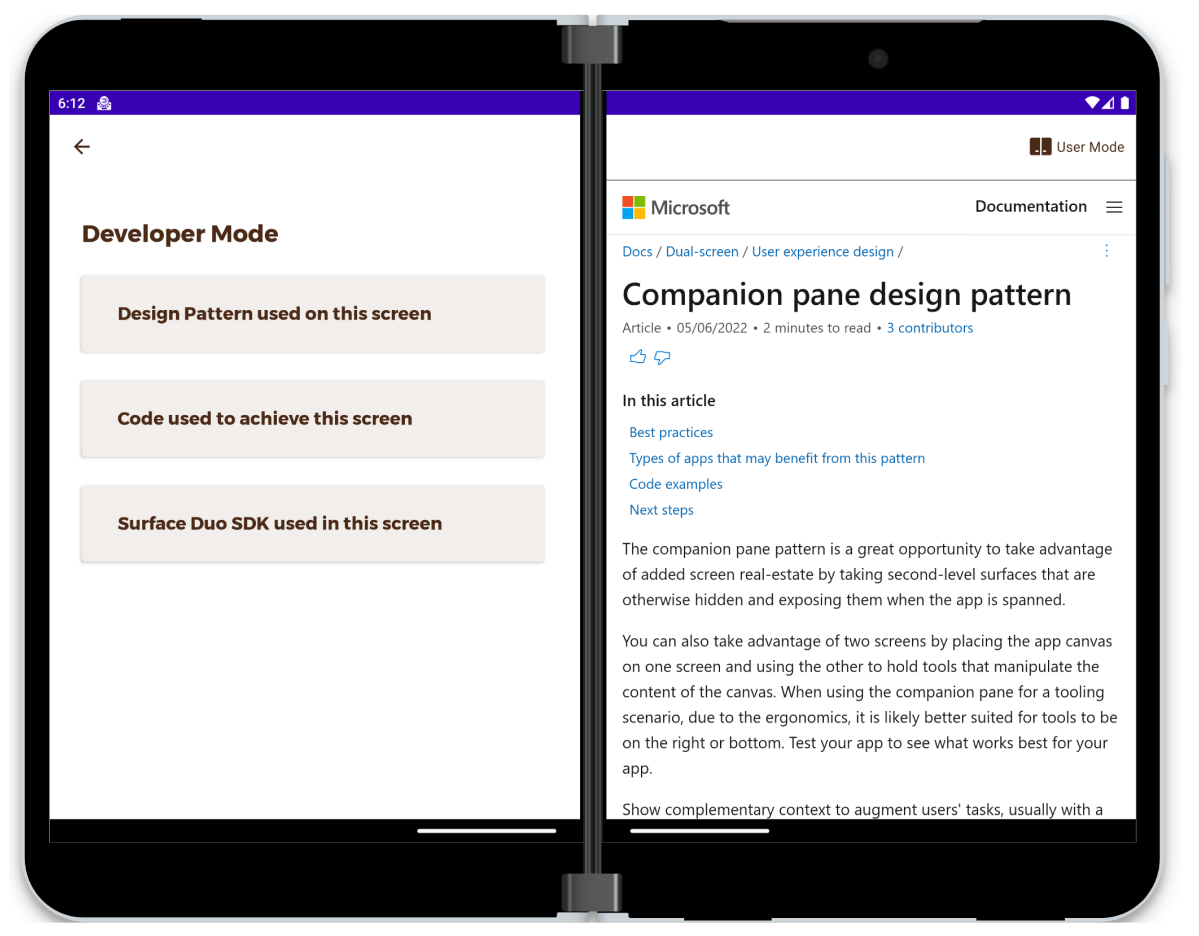 6:12
Developer Mode
Design Pattern used on this screen
Code used to achieve this screen
Surface Duo SDK used in this screen
User Mode
Microsoft
Documentation
Docs / Dual-screen / User experience design /
Companion pane design pattern
Article • 05/06/2022 • 2 minutes to read • 3 contributors
In this article
Best practices
Types of apps that may benefit from this pattern
Code examples
Next steps
The companion pane pattern is a great opportunity to take advantage
of added screen real-estate by taking second-level surfaces that are
otherwise hidden and exposing them when the app is spanned.
You can also take advantage of two screens by placing the app canvas
on one screen and using the other to hold tools that manipulate the
content of the canvas. When using the companion pane for a tooling
scenario, due to the ergonomics, it is likely better suited for tools to be
on the right or bottom. Test your app to see what works best for your
app.
Show complementary context to augment users' tasks, usually with a